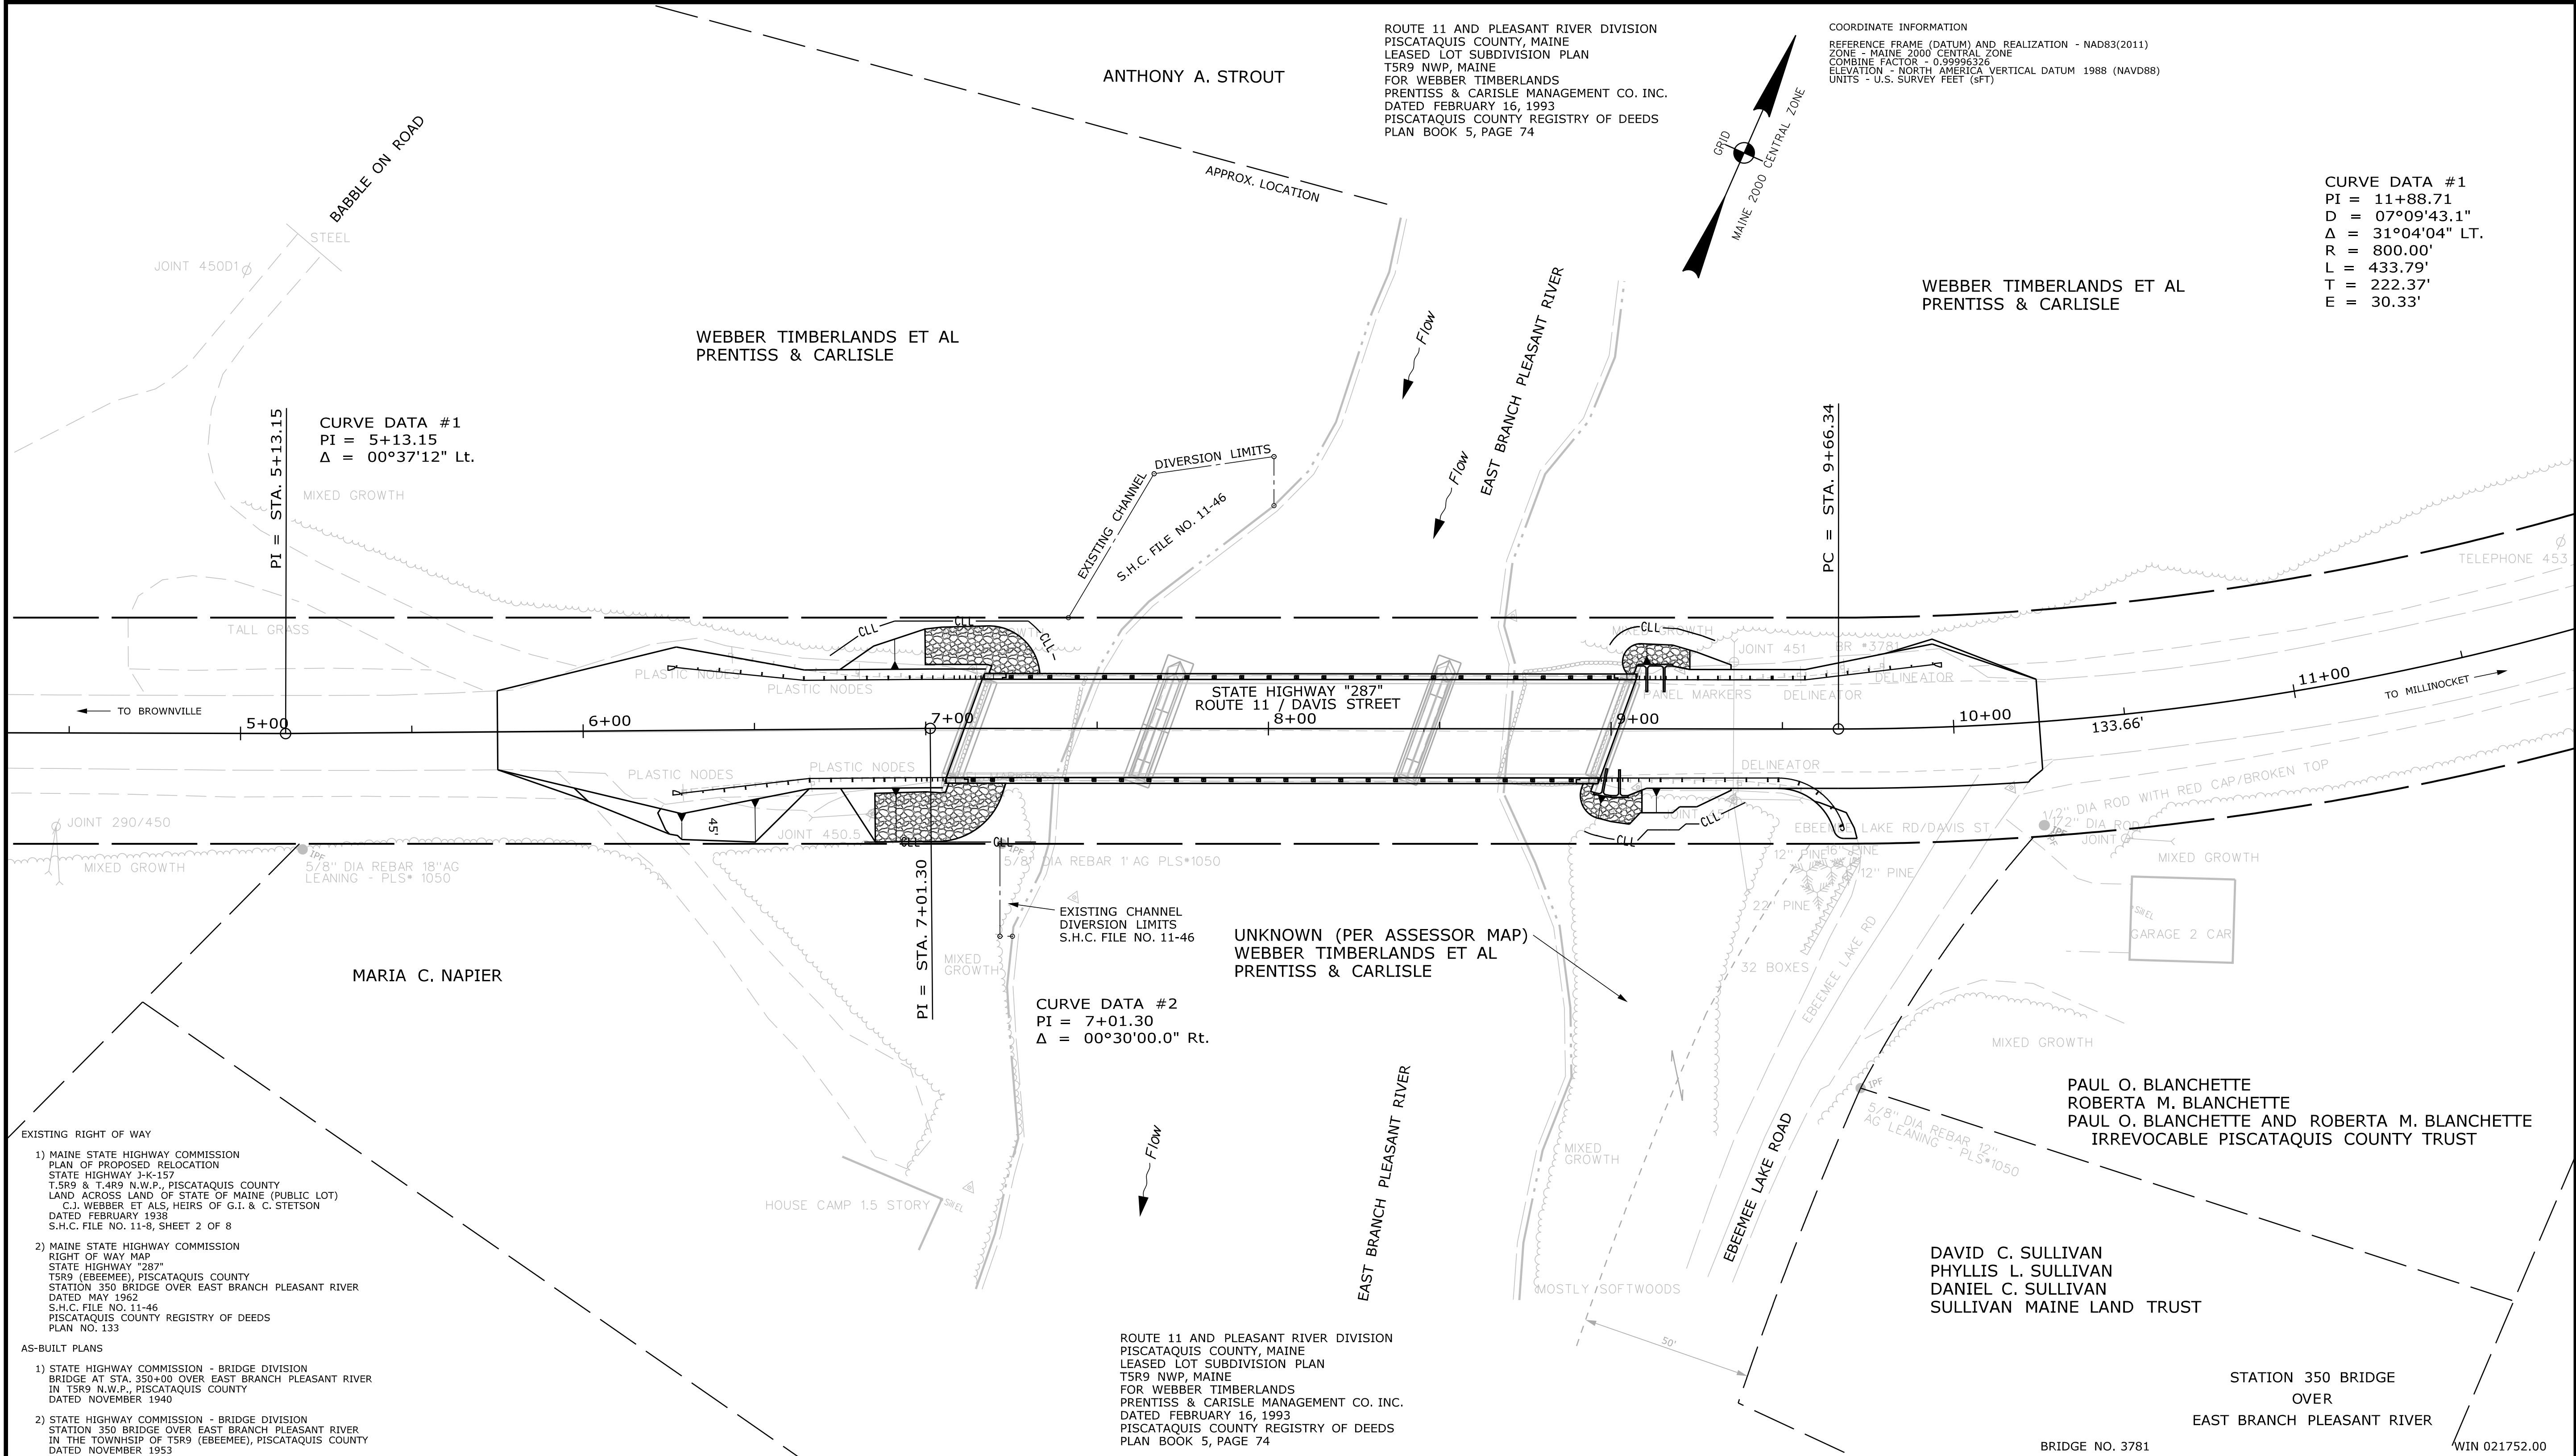 ROUTE 11 AND PLEASANT RIVER DIVISION
PISCATAQUIS COUNTY, MAINE
LEASED LOT SUBDIVISION PLAN
T5R9 NWP, MAINE
FOR WEBBER TIMBERLANDS
PRENTISS & CARISLE MANAGEMENT CO. INC.
DATED FEBRUARY 16, 1993
PISCATAQUIS COUNTY REGISTRY OF DEEDS
PLAN BOOK 5, PAGE 74
COORDINATE INFORMATION
REFERENCE FRAME (DATUM) AND REALIZATION - NAD83(2011)
ZONE - MAINE 2000 CENTRAL ZONE
COMBINE FACTOR - 0.99996326
ELEVATION - NORTH AMERICA VERTICAL DATUM 1988 (NAVD88)
UNITS - U.S. SURVEY FEET (sFT)
ANTHONY A. STROUT
GRID
MAINE 2000 CENTRAL ZONE
APPROX. LOCATION
BABBLE ON ROAD
STEEL
JOINT 450D1
CURVE DATA #1
PI = 11+88.71
D = 07°09'43.1"
Δ = 31°04'04" LT.
R = 800.00'
L = 433.79'
T = 222.37'
E = 30.33'
WEBBER TIMBERLANDS ET AL
PRENTISS & CARLISLE
WEBBER TIMBERLANDS ET AL
PRENTISS & CARLISLE
Flow
Flow
EAST BRANCH PLEASANT RIVER
PI = STA. 5+13.15
CURVE DATA #1
PI = 5+13.15
Δ = 00°37'12" Lt.
MIXED GROWTH
EXISTING CHANNEL
DIVERSION LIMITS
S.H.C. FILE NO. 11-46
PC = STA. 9+66.34
TELEPHONE 453
TALL GRASS
CLL
CLL
CLL
CLL
MIXED GROWTH
JOINT 451
BR *3781
PLASTIC NODES
PLASTIC NODES
PANEL MARKERS
DELINEATOR
DELINEATOR
STATE HIGHWAY "287"
ROUTE 11 / DAVIS STREET
TO BROWNVILLE
TO MILLINOCKET
5+00
6+00
7+00
8+00
9+00
10+00
11+00
133.66'
PLASTIC NODES
PLASTIC NODES
DELINEATOR
45'
JOINT 290/450
JOINT 450.5
MIXED GROWTH
IPF
5/8" DIA REBAR 18"AG
LEANING - PLS* 1050
CLL
CLL
IPF
5/8" DIA REBAR 1' AG PLS*1050
CLL
CLL
EBEEMEE LAKE RD/DAVIS ST
1/2" DIA ROD WITH RED CAP/BROKEN TOP
1/2" DIA ROD
IPF
IPF
JOINT
MIXED GROWTH
12" PINE
16" PINE
12" PINE
22" PINE
32 BOXES
EBEEMEE LAKE RD
SWEL
GARAGE 2 CAR
PI = STA. 7+01.30
EXISTING CHANNEL
DIVERSION LIMITS
S.H.C. FILE NO. 11-46
MIXED
GROWTH
UNKNOWN (PER ASSESSOR MAP)
WEBBER TIMBERLANDS ET AL
PRENTISS & CARLISLE
MARIA C. NAPIER
CURVE DATA #2
PI = 7+01.30
Δ = 00°30'00.0" Rt.
MIXED GROWTH
IPF
5/8" DIA REBAR 12"
AG LEANING - PLS*1050
PAUL O. BLANCHETTE
ROBERTA M. BLANCHETTE
PAUL O. BLANCHETTE AND ROBERTA M. BLANCHETTE
IRREVOCABLE PISCATAQUIS COUNTY TRUST
EAST BRANCH PLEASANT RIVER
Flow
MIXED
GROWTH
HOUSE CAMP 1.5 STORY
SWEL
EBEEMEE LAKE ROAD
MOSTLY SOFTWOODS
50'
DAVID C. SULLIVAN
PHYLLIS L. SULLIVAN
DANIEL C. SULLIVAN
SULLIVAN MAINE LAND TRUST
EXISTING RIGHT OF WAY
1) MAINE STATE HIGHWAY COMMISSION
PLAN OF PROPOSED RELOCATION
STATE HIGHWAY J-K-157
T.5R9 & T.4R9 N.W.P., PISCATAQUIS COUNTY
LAND ACROSS LAND OF STATE OF MAINE (PUBLIC LOT)
C.J. WEBBER ET ALS, HEIRS OF G.I. & C. STETSON
DATED FEBRUARY 1938
S.H.C. FILE NO. 11-8, SHEET 2 OF 8
2) MAINE STATE HIGHWAY COMMISSION
RIGHT OF WAY MAP
STATE HIGHWAY "287"
T5R9 (EBEEMEE), PISCATAQUIS COUNTY
STATION 350 BRIDGE OVER EAST BRANCH PLEASANT RIVER
DATED MAY 1962
S.H.C. FILE NO. 11-46
PISCATAQUIS COUNTY REGISTRY OF DEEDS
PLAN NO. 133
AS-BUILT PLANS
1) STATE HIGHWAY COMMISSION - BRIDGE DIVISION
BRIDGE AT STA. 350+00 OVER EAST BRANCH PLEASANT RIVER
IN T5R9 N.W.P., PISCATAQUIS COUNTY
DATED NOVEMBER 1940
2) STATE HIGHWAY COMMISSION - BRIDGE DIVISION
STATION 350 BRIDGE OVER EAST BRANCH PLEASANT RIVER
IN THE TOWNHSIP OF T5R9 (EBEEMEE), PISCATAQUIS COUNTY
DATED NOVEMBER 1953
ROUTE 11 AND PLEASANT RIVER DIVISION
PISCATAQUIS COUNTY, MAINE
LEASED LOT SUBDIVISION PLAN
T5R9 NWP, MAINE
FOR WEBBER TIMBERLANDS
PRENTISS & CARISLE MANAGEMENT CO. INC.
DATED FEBRUARY 16, 1993
PISCATAQUIS COUNTY REGISTRY OF DEEDS
PLAN BOOK 5, PAGE 74
STATION 350 BRIDGE
OVER
EAST BRANCH PLEASANT RIVER
BRIDGE NO. 3781
WIN 021752.00